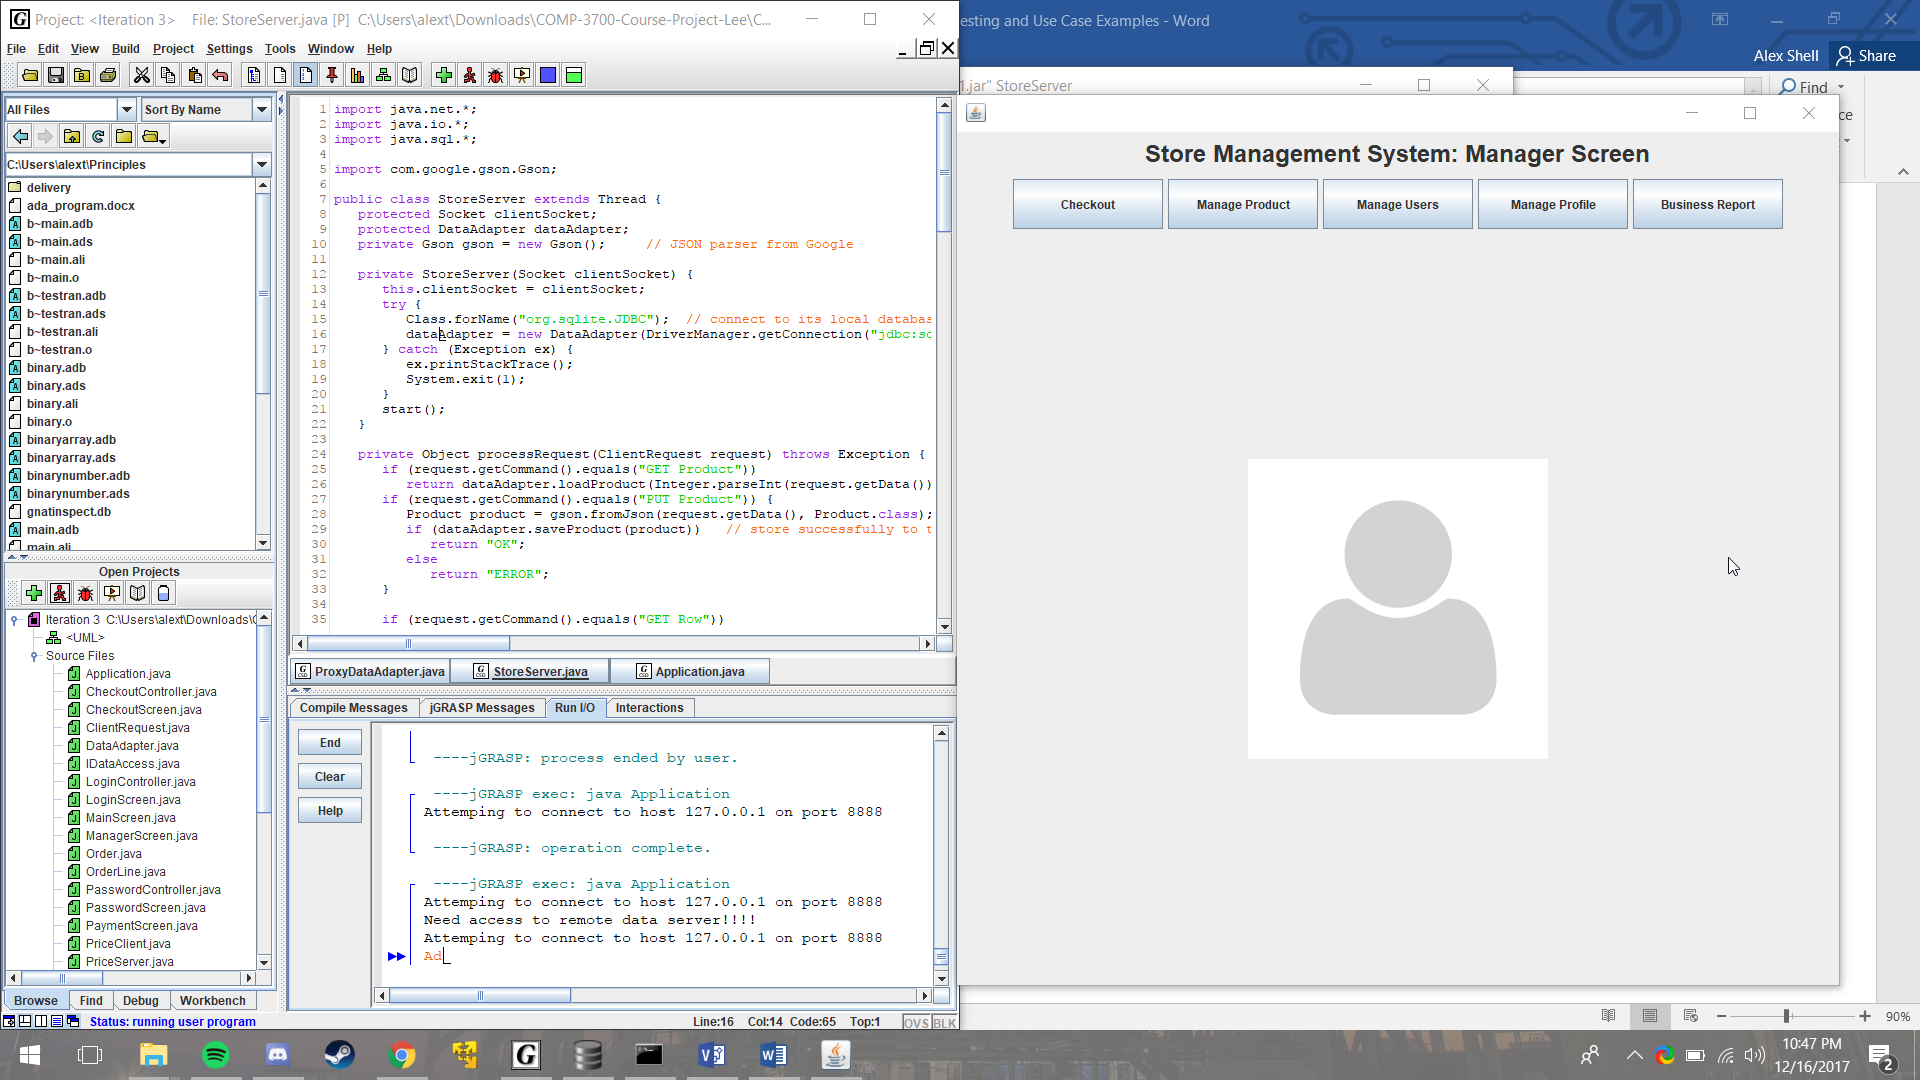 Project: <Iteration 3>    File: StoreServer.java [P]  C:\Users\alext\Downloads\COMP-3700-Course-Project-Lee\C...
esting and Use Case Examples - Word
File Edit View Build Project Settings Tools Window Help
Alex Shell
Share
1.jar" StoreServer
Find
All Files
Sort By Name
C:\Users\alext\Principles
delivery
ada_program.docx
b~main.adb
b~main.ads
b~main.ali
b~main.o
b~testran.adb
b~testran.ads
b~testran.ali
b~testran.o
binary.adb
binary.ads
binary.ali
binary.o
binaryarray.adb
binaryarray.ads
binarynumber.adb
binarynumber.ads
gnatinspect.db
main.adb
main.ali
Open Projects
Iteration 3  C:\Users\alext\Downloads\C
<UML>
Source Files
Application.java
CheckoutController.java
CheckoutScreen.java
ClientRequest.java
DataAdapter.java
IDataAccess.java
LoginController.java
LoginScreen.java
MainScreen.java
ManagerScreen.java
Order.java
OrderLine.java
PasswordController.java
PasswordScreen.java
PaymentScreen.java
PriceClient.java
PriceServer.java
Browse Find Debug Workbench
Status: running user program
1 import java.net.*;
2 import java.io.*;
3 import java.sql.*;
4
5 import com.google.gson.Gson;
6
7 public class StoreServer extends Thread {
8    protected Socket clientSocket;
9    protected DataAdapter dataAdapter;
10    private Gson gson = new Gson();     // JSON parser from Google
11
12    private StoreServer(Socket clientSocket) {
13       this.clientSocket = clientSocket;
14       try {
15          Class.forName("org.sqlite.JDBC");  // connect to its local databas
16          dataAdapter = new DataAdapter(DriverManager.getConnection("jdbc:sq
17       } catch (Exception ex) {
18          ex.printStackTrace();
19          System.exit(1);
20       }
21       start();
22    }
23
24    private Object processRequest(ClientRequest request) throws Exception {
25       if (request.getCommand().equals("GET Product"))
26          return dataAdapter.loadProduct(Integer.parseInt(request.getData())
27       if (request.getCommand().equals("PUT Product")) {
28          Product product = gson.fromJson(request.getData(), Product.class);
29          if (dataAdapter.saveProduct(product))   // store successfully to t
30             return "OK";
31          else
32             return "ERROR";
33       }
34
35       if (request.getCommand().equals("GET Row"))
ProxyDataAdapter.java StoreServer.java Application.java
Compile Messages jGRASP Messages Run I/O Interactions
End
Clear
Help
----jGRASP: process ended by user.
----jGRASP exec: java Application
Attemping to connect to host 127.0.0.1 on port 8888
----jGRASP: operation complete.
----jGRASP exec: java Application
Attemping to connect to host 127.0.0.1 on port 8888
Need access to remote data server!!!!
Attemping to connect to host 127.0.0.1 on port 8888
Ad
Line:16 Col:14 Code:65 Top:1 OVS BLK
Store Management System: Manager Screen
Checkout Manage Product Manage Users Manage Profile Business Report
ce
90%
10:47 PM
12/16/2017
2